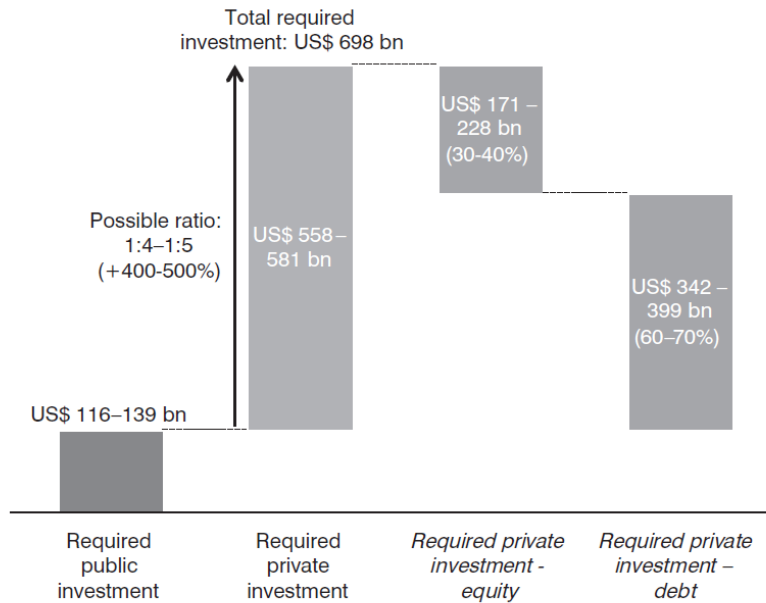 Total required
investment: US$ 698 bn
US$ 171 –
228 bn
(30-40%)
Possible ratio:
1:4–1:5
(+400-500%)
US$ 558–
581 bn
US$ 342 –
399 bn
(60–70%)
US$ 116–139 bn
Required
public
investment
Required
private
investment
Required private
investment -
equity
Required private
investment –
debt